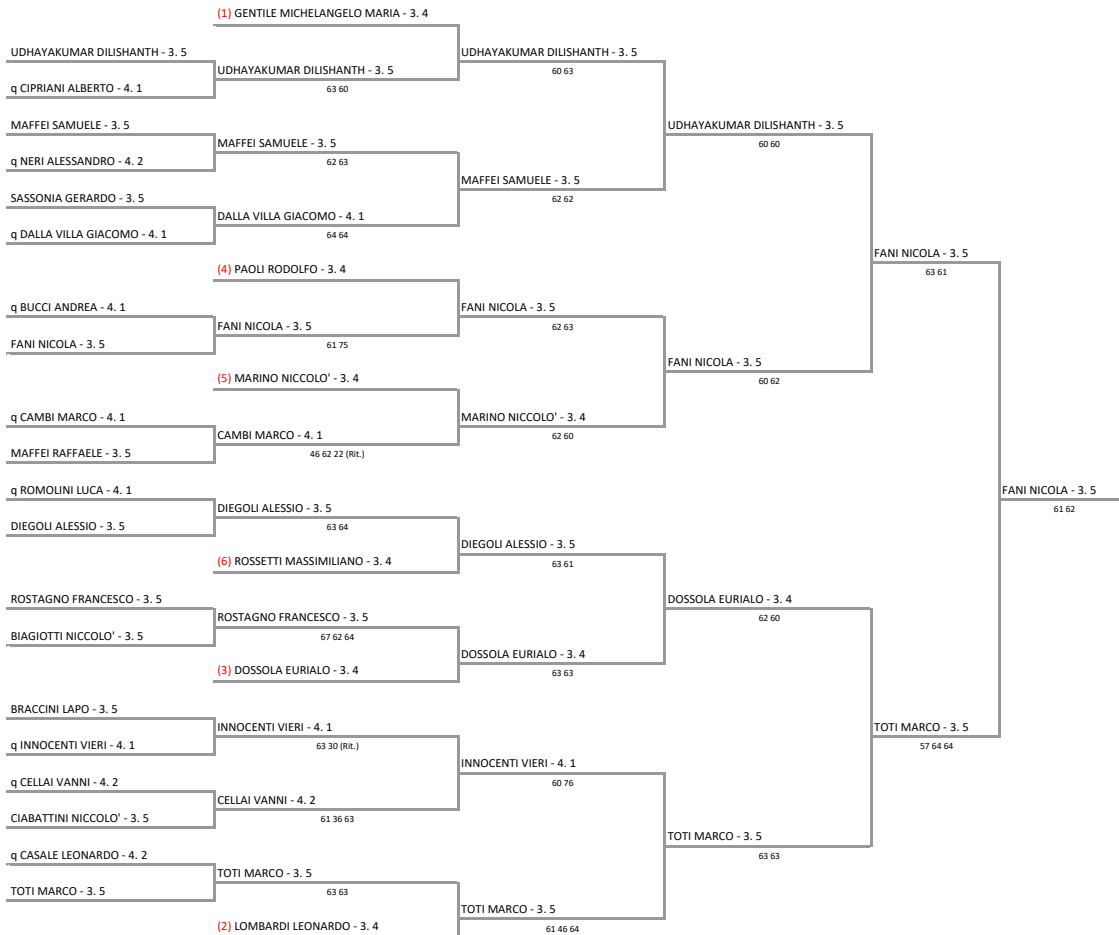 (1) GENTILE MICHELANGELO MARIA - 3. 4
UDHAYAKUMAR DILISHANTH - 3. 5
UDHAYAKUMAR DILISHANTH - 3. 5
60 63
UDHAYAKUMAR DILISHANTH - 3. 5
63 60
q CIPRIANI ALBERTO - 4. 1
MAFFEI SAMUELE - 3. 5
UDHAYAKUMAR DILISHANTH - 3. 5
60 60
MAFFEI SAMUELE - 3. 5
62 63
q NERI ALESSANDRO - 4. 2
MAFFEI SAMUELE - 3. 5
62 62
SASSONIA GERARDO - 3. 5
DALLA VILLA GIACOMO - 4. 1
64 64
q DALLA VILLA GIACOMO - 4. 1
FANI NICOLA - 3. 5
63 61
(4) PAOLI RODOLFO - 3. 4
q BUCCI ANDREA - 4. 1
FANI NICOLA - 3. 5
62 63
FANI NICOLA - 3. 5
61 75
FANI NICOLA - 3. 5
FANI NICOLA - 3. 5
60 62
(5) MARINO NICCOLO' - 3. 4
q CAMBI MARCO - 4. 1
MARINO NICCOLO' - 3. 4
62 60
CAMBI MARCO - 4. 1
46 62 22 (Rit.)
MAFFEI RAFFAELE - 3. 5
q ROMOLINI LUCA - 4. 1
FANI NICOLA - 3. 5
61 62
DIEGOLI ALESSIO - 3. 5
63 64
DIEGOLI ALESSIO - 3. 5
DIEGOLI ALESSIO - 3. 5
63 61
(6) ROSSETTI MASSIMILIANO - 3. 4
ROSTAGNO FRANCESCO - 3. 5
DOSSOLA EURIALO - 3. 4
62 60
ROSTAGNO FRANCESCO - 3. 5
67 62 64
BIAGIOTTI NICCOLO' - 3. 5
DOSSOLA EURIALO - 3. 4
63 63
(3) DOSSOLA EURIALO - 3. 4
BRACCINI LAPO - 3. 5
INNOCENTI VIERI - 4. 1
63 30 (Rit.)
TOTI MARCO - 3. 5
57 64 64
q INNOCENTI VIERI - 4. 1
INNOCENTI VIERI - 4. 1
60 76
q CELLAI VANNI - 4. 2
CELLAI VANNI - 4. 2
61 36 63
CIABATTINI NICCOLO' - 3. 5
TOTI MARCO - 3. 5
63 63
q CASALE LEONARDO - 4. 2
TOTI MARCO - 3. 5
63 63
TOTI MARCO - 3. 5
TOTI MARCO - 3. 5
61 46 64
(2) LOMBARDI LEONARDO - 3. 4